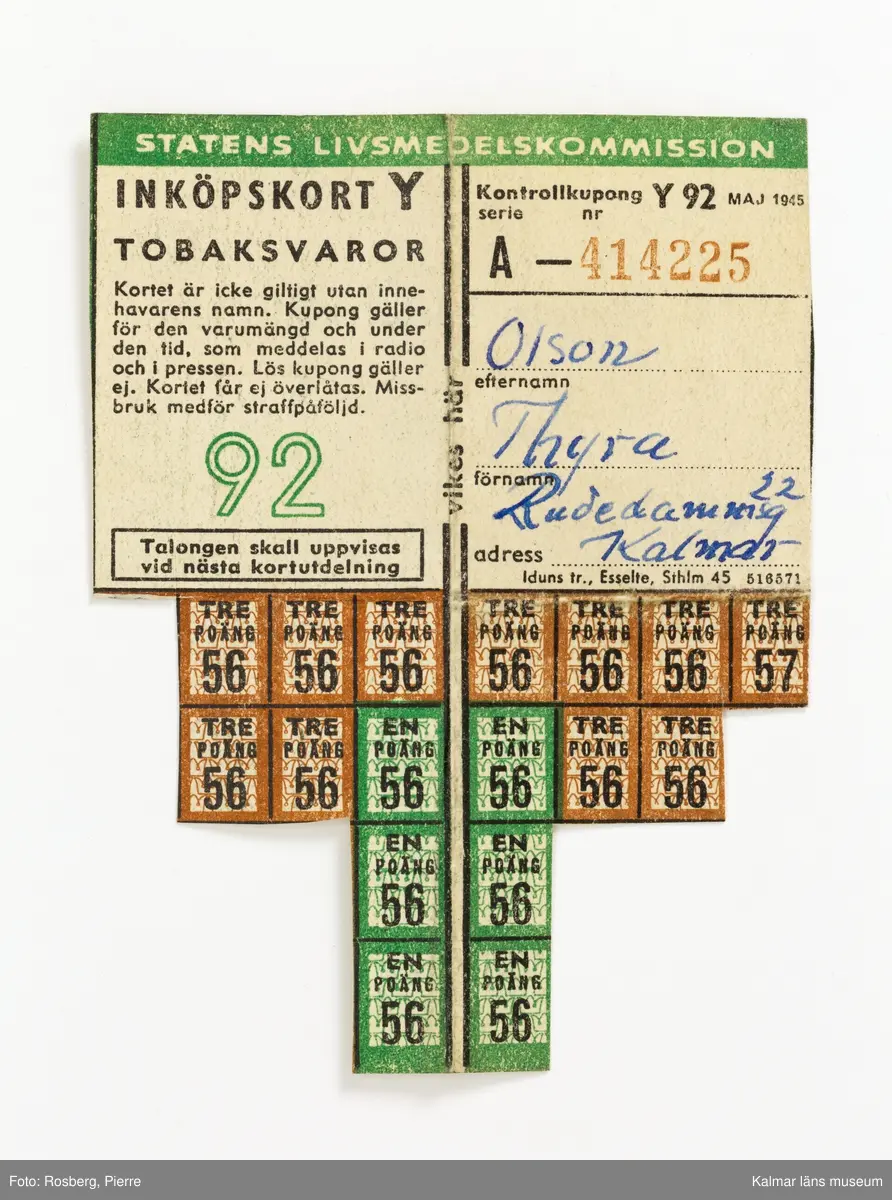 STATENS LIVSMEDELSKOMMISSION
INKÖPSKORT Y
TOBAKSVAROR
Kortet är icke giltigt utan inne-
havarens namn. Kupong gäller
för den varumängd och under
den tid, som meddelas i radio
och i pressen. Lös kupong gäller
ej. Kortet får ej överlåtas. Miss-
bruk medför straffpåföljd.
92
Talongen skall uppvisas
vid nästa kortutdelning
vikes här
Kontrollkupong Y 92 MAJ 1945
serie nr
A — 414225
Olson
efternamn
Thyra
förnamn
22
Rudedammsg
adress Kalmar
Iduns tr., Esselte, Sthlm 45 516571
TRE TRE TRE TRE TRE TRE TRE
POÄNG POÄNG POÄNG POÄNG POÄNG POÄNG POÄNG
56 56 56 56 56 56 57
TRE TRE EN EN TRE TRE
POÄNG POÄNG POÄNG POÄNG POÄNG POÄNG
56 56 56 56 56 56
EN EN
POÄNG POÄNG
56 56
EN EN
POÄNG POÄNG
56 56
Foto: Rosberg, Pierre Kalmar läns museum